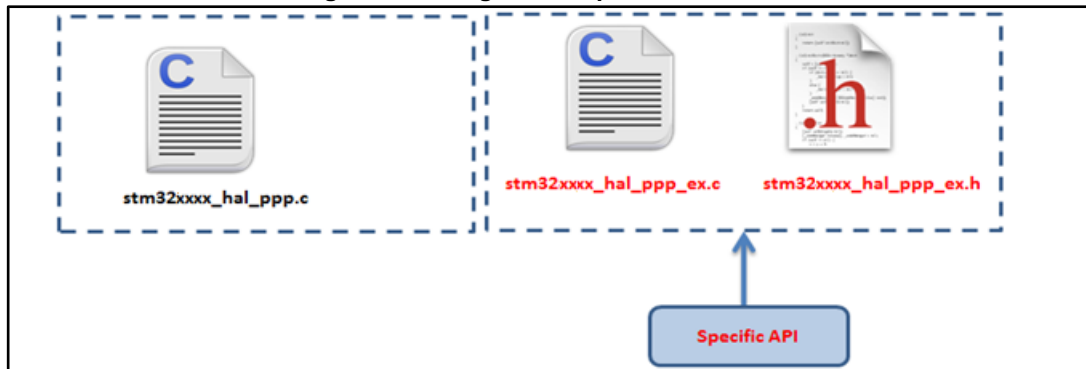 C
stm32xxxx_hal_ppp.c
C
stm32xxxx_hal_ppp_ex.c
.h
stm32xxxx_hal_ppp_ex.h
Specific API